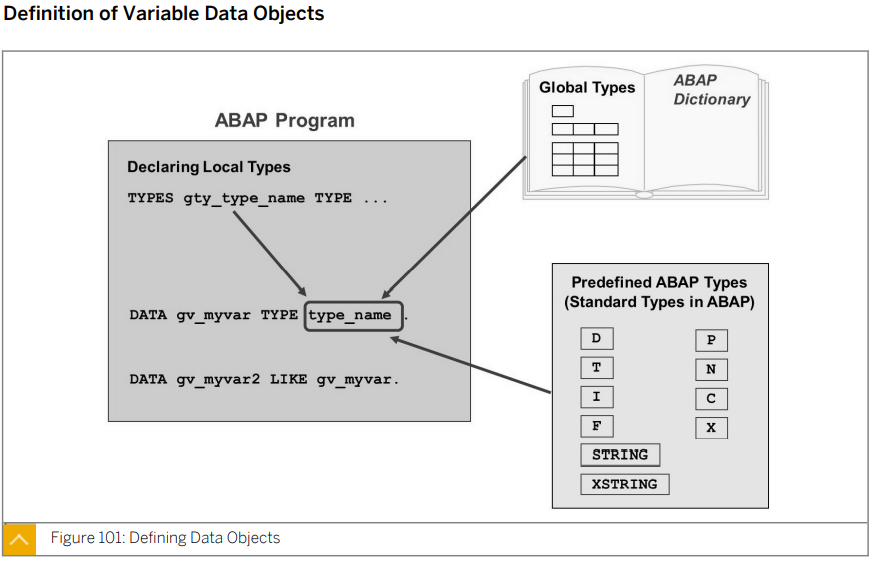 Definition of Variable Data Objects
ABAP Program
Declaring Local Types
TYPES gty_type_name TYPE ...
DATA gv_myvar TYPE type_name .
DATA gv_myvar2 LIKE gv_myvar.
Global Types
ABAP
Dictionary
Predefined ABAP Types
(Standard Types in ABAP)
D
T
I
F
STRING
XSTRING
P
N
C
X
Figure 101: Defining Data Objects